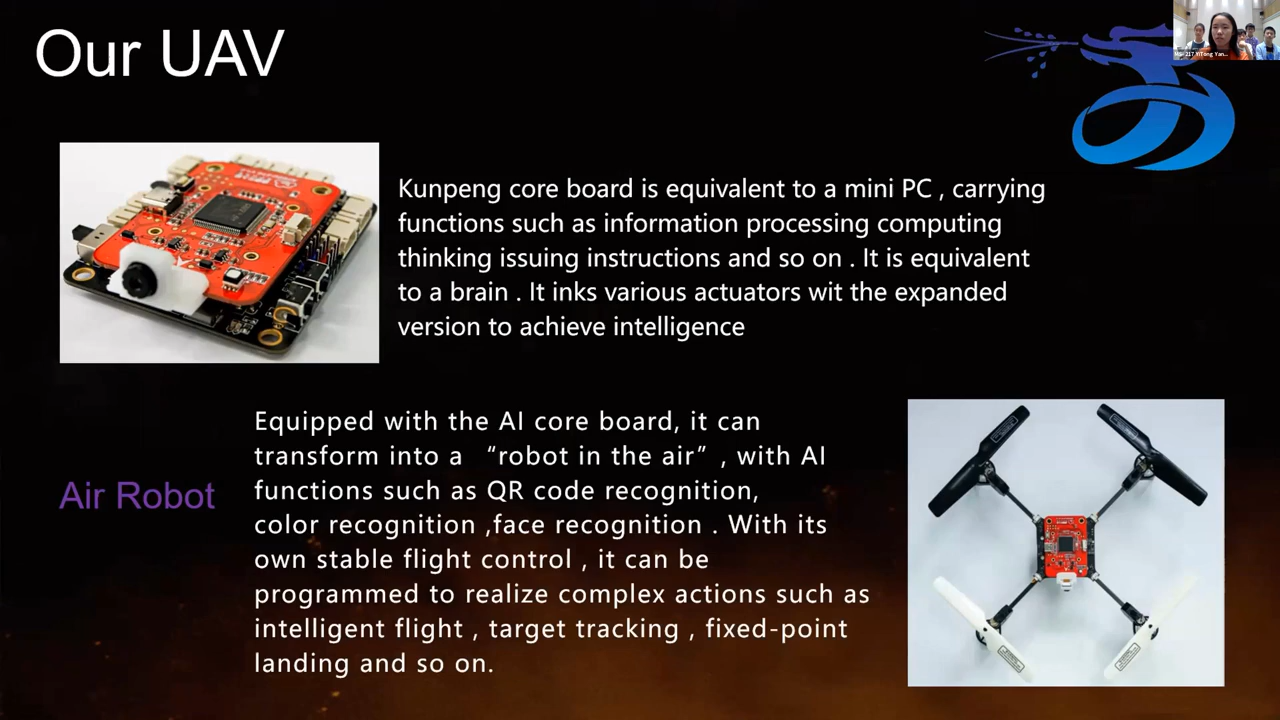 Our UAV
Kunpeng core board is equivalent to a mini PC , carrying
functions such as information processing computing
thinking issuing instructions and so on . It is equivalent
to a brain . It inks various actuators wit the expanded
version to achieve intelligence
Air Robot
Equipped with the AI core board, it can
transform into a “robot in the air” , with AI
functions such as QR code recognition,
color recognition ,face recognition . With its
own stable flight control , it can be
programmed to realize complex actions such as
intelligent flight , target tracking , fixed-point
landing and so on.